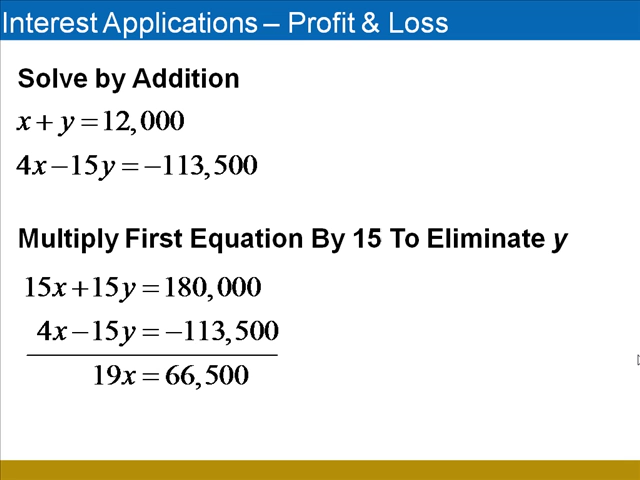 Interest Applications – Profit & Loss
Solve by Addition
x + y = 12,000
4x − 15y = −113,500
Multiply First Equation By 15 To Eliminate y
15x + 15y = 180,000
4x − 15y = −113,500
19x = 66,500